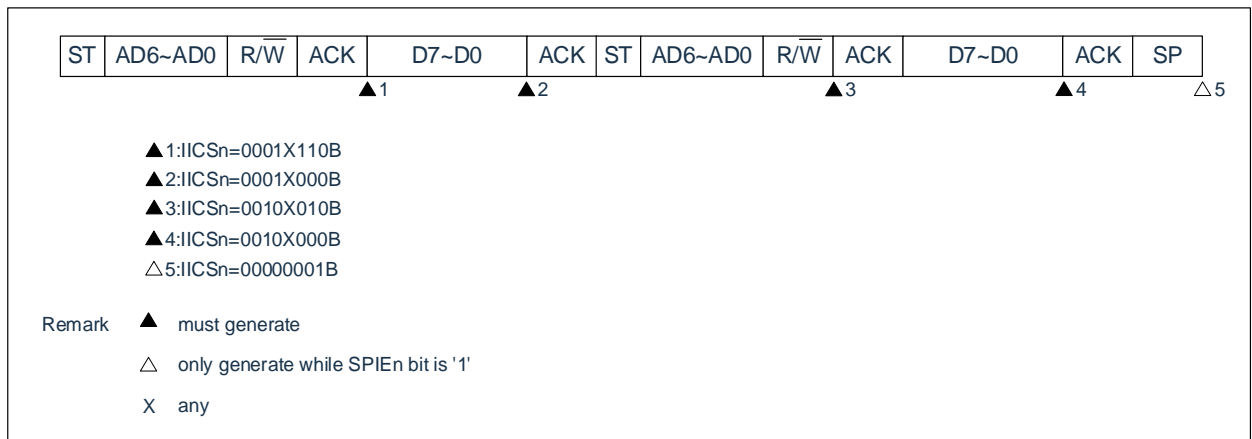 ST AD6~AD0 R/W̅ ACK D7~D0 ACK ST AD6~AD0 R/W̅ ACK D7~D0 ACK SP
▲1 ▲2 ▲3 ▲4 △5
▲1:IICSn=0001X110B
▲2:IICSn=0001X000B
▲3:IICSn=0010X010B
▲4:IICSn=0010X000B
△5:IICSn=00000001B
Remark ▲ must generate
△ only generate while SPIEn bit is '1'
X any